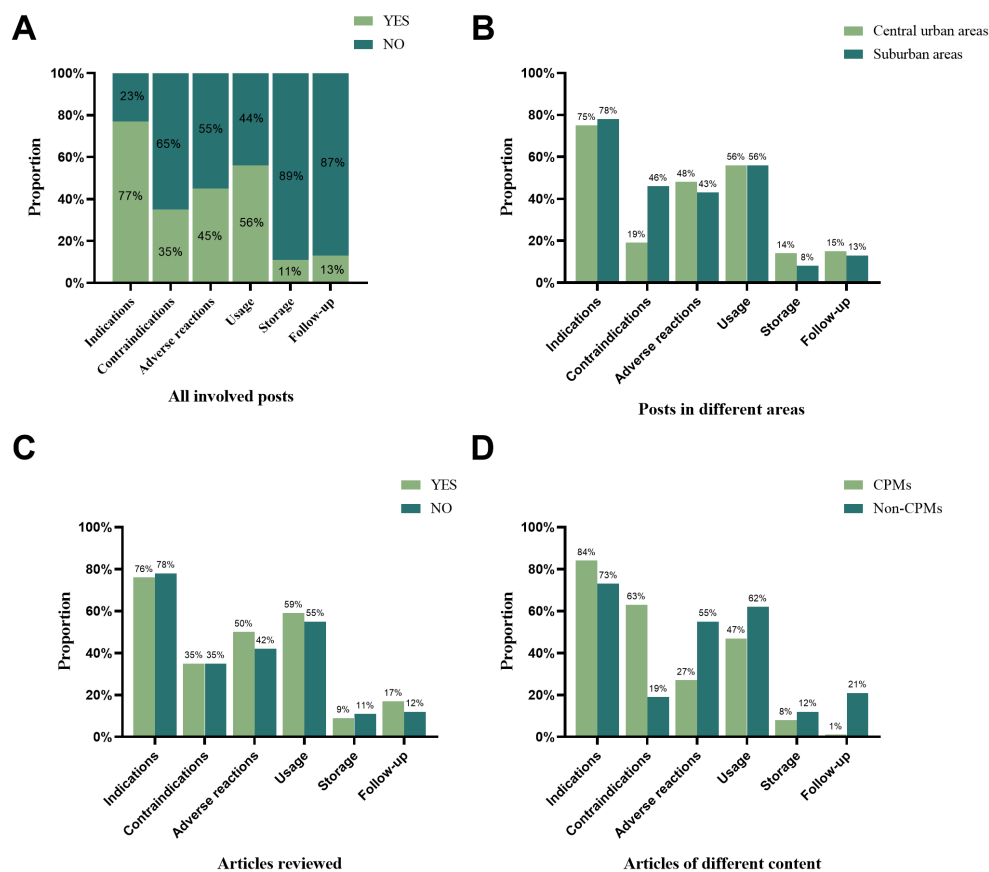 A
YES
NO
100%
80%
60%
40%
20%
0%
Proportion
23%
77%
65%
35%
55%
45%
44%
56%
89%
11%
87%
13%
Indications
Contraindications
Adverse reactions
Usage
Storage
Follow-up
All involved posts
B
Central urban areas
Suburban areas
100%
80%
60%
40%
20%
0%
Proportion
75%
78%
19%
46%
48%
43%
56%
56%
14%
8%
15%
13%
Indications
Contraindications
Adverse reactions
Usage
Storage
Follow-up
Posts in different areas
C
YES
NO
100%
80%
60%
40%
20%
0%
Proportion
76%
78%
35%
35%
50%
42%
59%
55%
9%
11%
17%
12%
Indications
Contraindications
Adverse reactions
Usage
Storage
Follow-up
Articles reviewed
D
CPMs
Non-CPMs
100%
80%
60%
40%
20%
0%
Proportion
84%
73%
63%
19%
27%
55%
47%
62%
8%
12%
1%
21%
Indications
Contraindications
Adverse reactions
Usage
Storage
Follow-up
Articles of different content